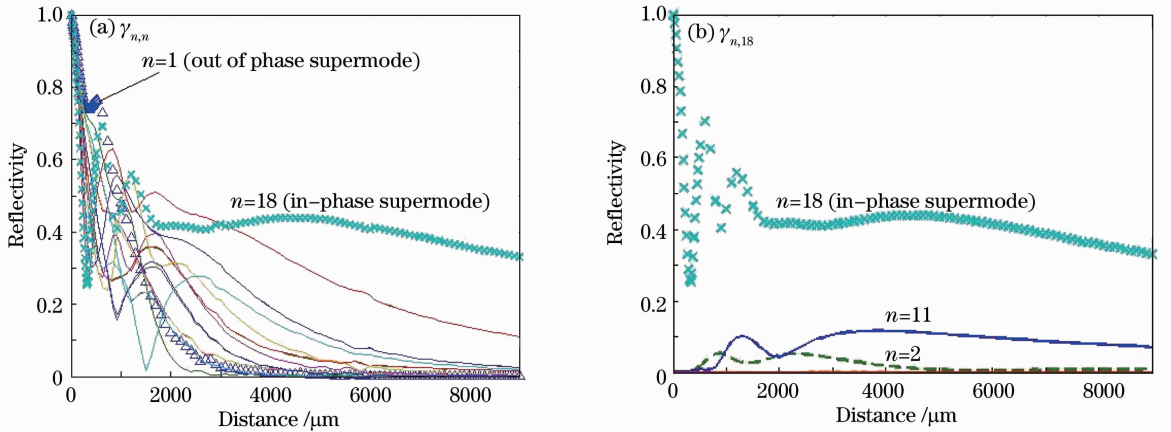 (a) γn,n
n=1 (out of phase supermode)
n=18 (in-phase supermode)
Reflectivity
1.0
0.8
0.6
0.4
0.2
0
0
2000
4000
6000
8000
Distance /μm
(b) γn,18
n=18 (in-phase supermode)
n=11
n=2
Reflectivity
1.0
0.8
0.6
0.4
0.2
0
0
2000
4000
6000
8000
Distance /μm